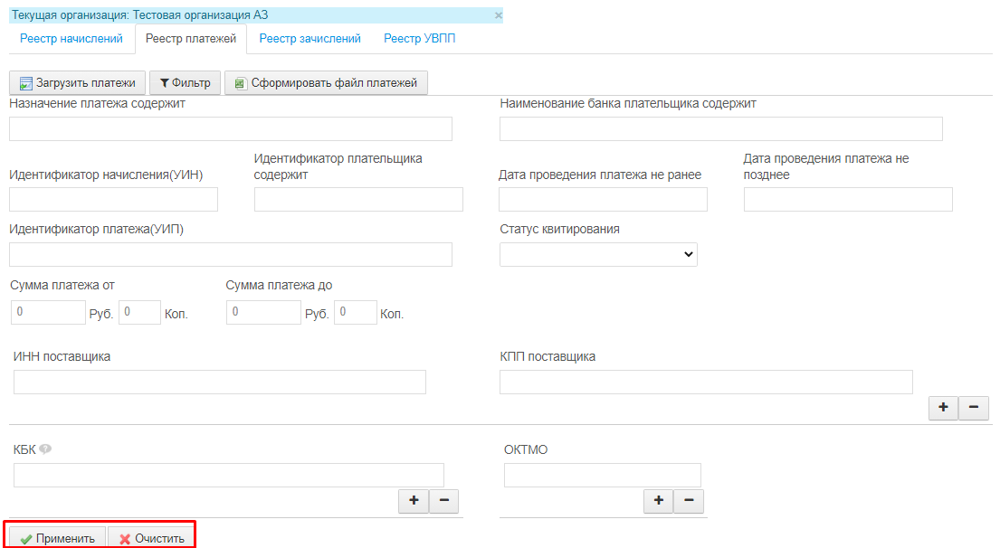 Текущая организация: Тестовая организация АЗ ×
Реестр начислений Реестр платежей Реестр зачислений Реестр УВПП
Загрузить платежи Фильтр Сформировать файл платежей
Назначение платежа содержит Наименование банка плательщика содержит
Идентификатор начисления(УИН)
Идентификатор плательщика
содержит
Дата проведения платежа не ранее
Дата проведения платежа не
позднее
Идентификатор платежа(УИП) Статус квитирования
Сумма платежа от Сумма платежа до
0 Руб. 0 Коп. 0 Руб. 0 Коп.
ИНН поставщика КПП поставщика
+ −
КБК ? ОКТМО
+ − + −
Применить Очистить